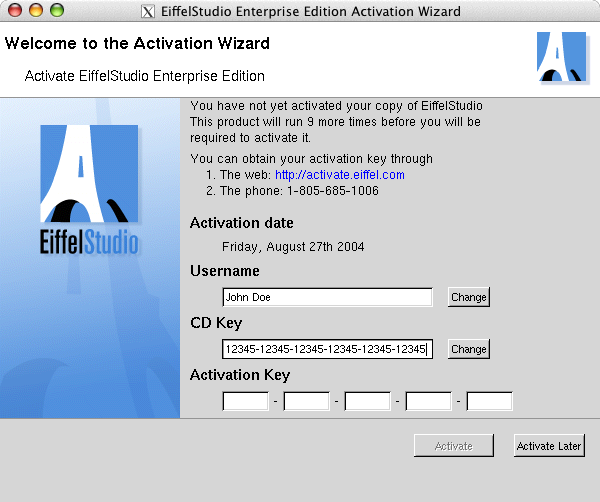 EiffelStudio Enterprise Edition Activation Wizard
Welcome to the Activation Wizard
Activate EiffelStudio Enterprise Edition
EiffelStudio
You have not yet activated your copy of EiffelStudio
This product will run 9 more times before you will be
required to activate it.
You can obtain your activation key through
1. The web: http://activate.eiffel.com
2. The phone: 1-805-685-1006
Activation date
Friday, August 27th 2004
Username
John Doe Change
CD Key
12345-12345-12345-12345-12345-12345 Change
Activation Key
- - - -
Activate Activate Later